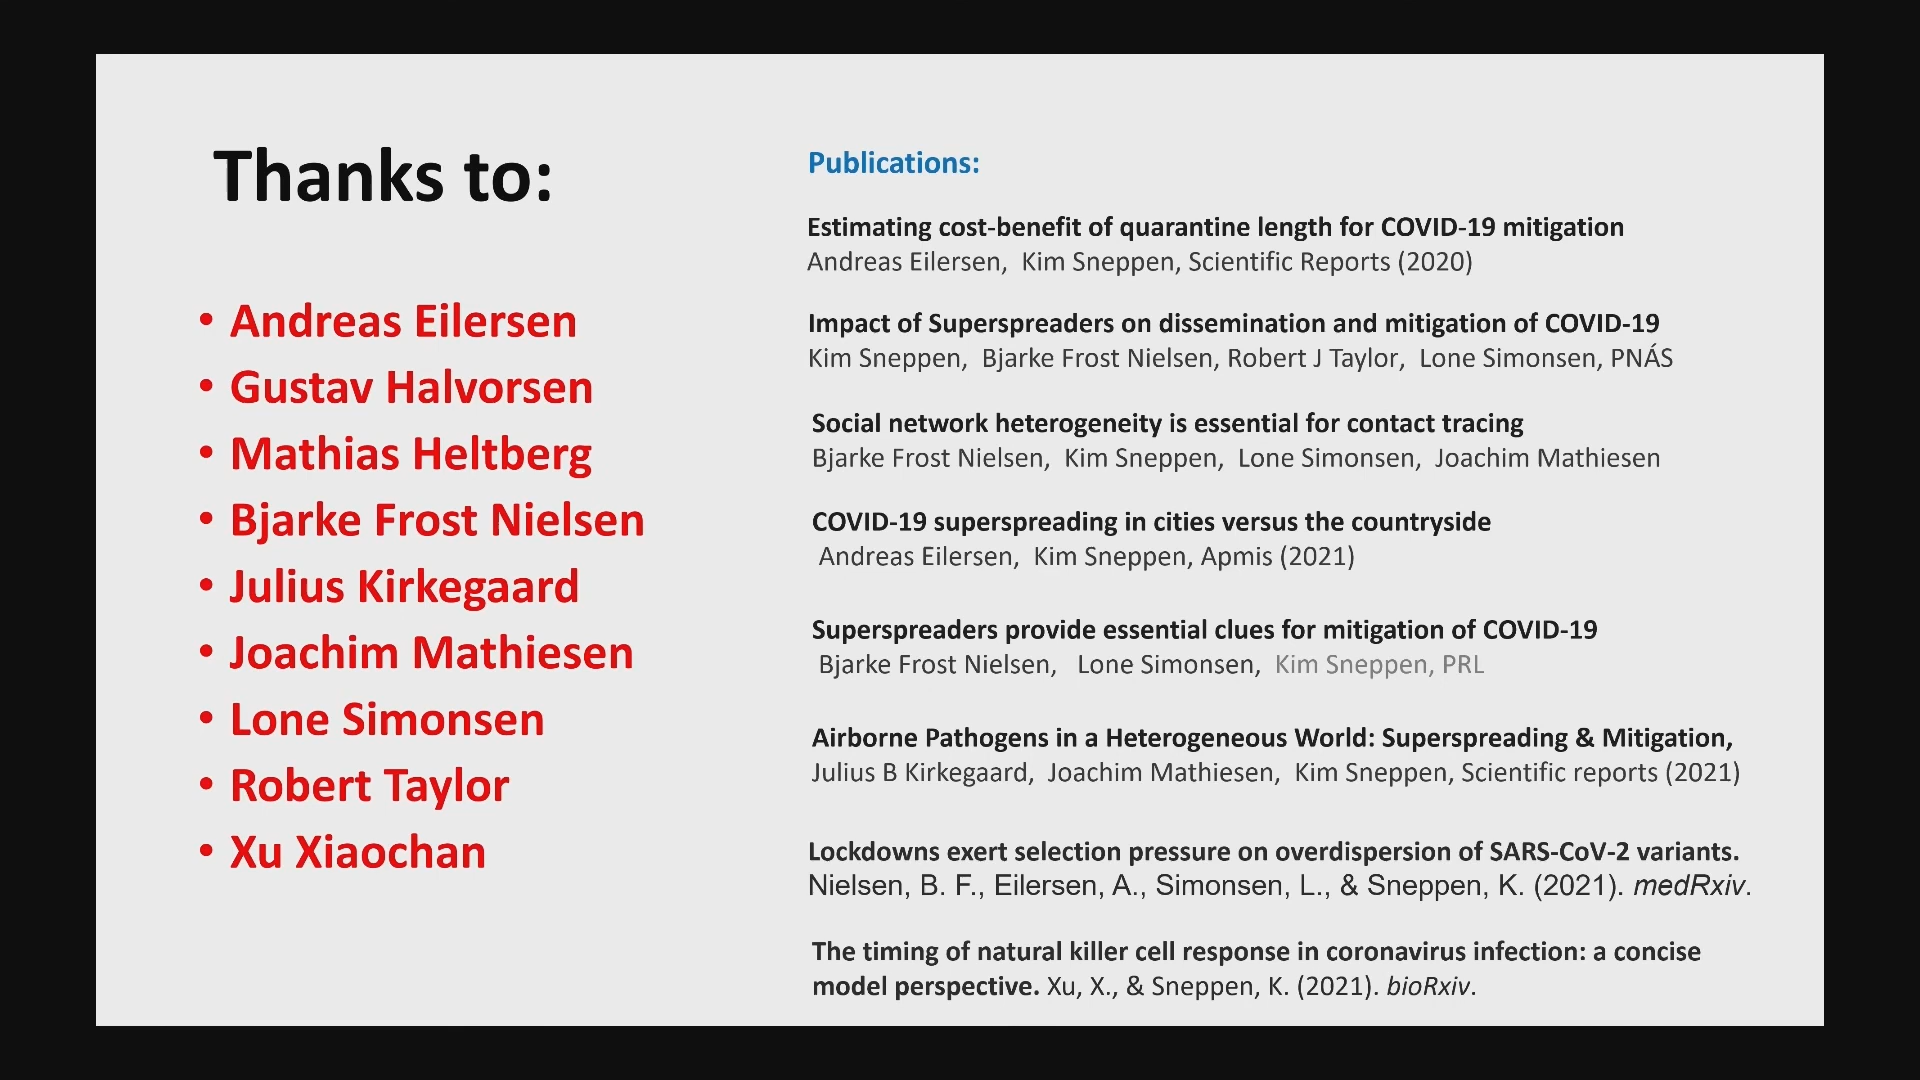 Thanks to:
• Andreas Eilersen
• Gustav Halvorsen
• Mathias Heltberg
• Bjarke Frost Nielsen
• Julius Kirkegaard
• Joachim Mathiesen
• Lone Simonsen
• Robert Taylor
• Xu Xiaochan
Publications:
Estimating cost-benefit of quarantine length for COVID-19 mitigation
Andreas Eilersen, Kim Sneppen, Scientific Reports (2020)
Impact of Superspreaders on dissemination and mitigation of COVID-19
Kim Sneppen, Bjarke Frost Nielsen, Robert J Taylor, Lone Simonsen, PNÁS
Social network heterogeneity is essential for contact tracing
Bjarke Frost Nielsen, Kim Sneppen, Lone Simonsen, Joachim Mathiesen
COVID-19 superspreading in cities versus the countryside
Andreas Eilersen, Kim Sneppen, Apmis (2021)
Superspreaders provide essential clues for mitigation of COVID-19
Bjarke Frost Nielsen, Lone Simonsen, Kim Sneppen, PRL
Airborne Pathogens in a Heterogeneous World: Superspreading & Mitigation,
Julius B Kirkegaard, Joachim Mathiesen, Kim Sneppen, Scientific reports (2021)
Lockdowns exert selection pressure on overdispersion of SARS-CoV-2 variants.
Nielsen, B. F., Eilersen, A., Simonsen, L., & Sneppen, K. (2021). medRxiv.
The timing of natural killer cell response in coronavirus infection: a concise
model perspective. Xu, X., & Sneppen, K. (2021). bioRxiv.